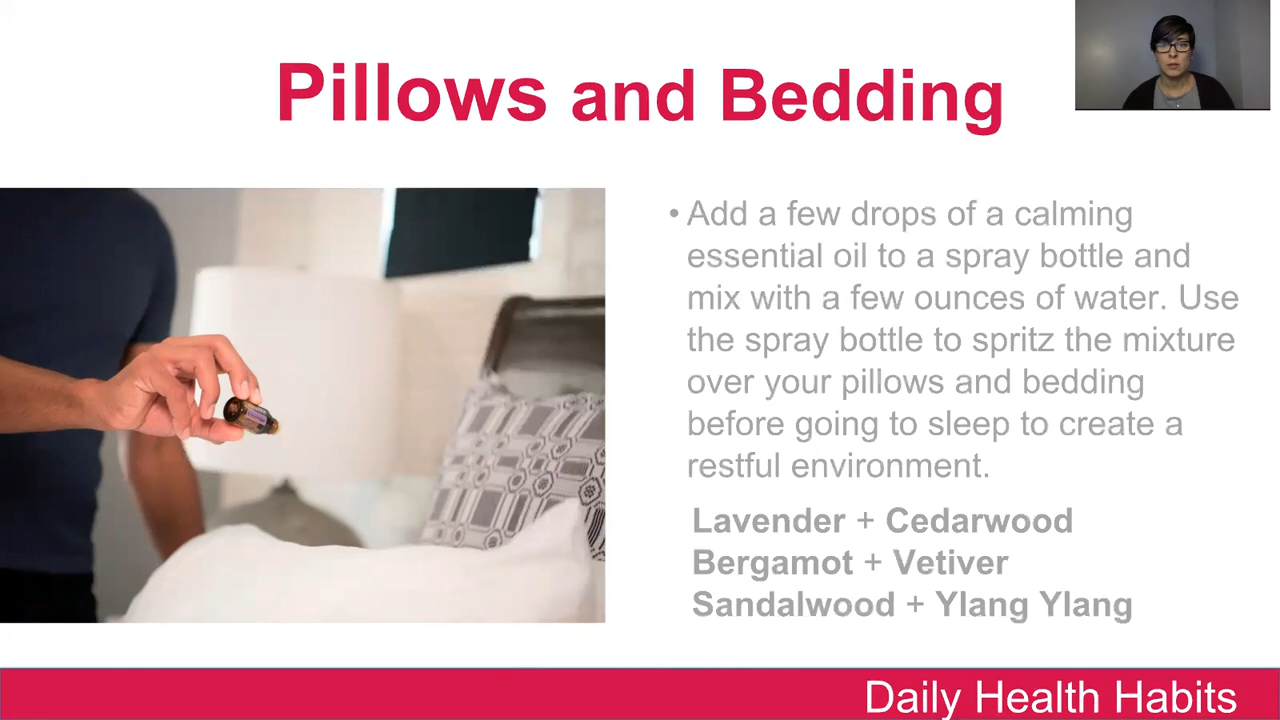 Pillows and Bedding
• Add a few drops of a calming
essential oil to a spray bottle and
mix with a few ounces of water. Use
the spray bottle to spritz the mixture
over your pillows and bedding
before going to sleep to create a
restful environment.
Lavender + Cedarwood
Bergamot + Vetiver
Sandalwood + Ylang Ylang
Daily Health Habits